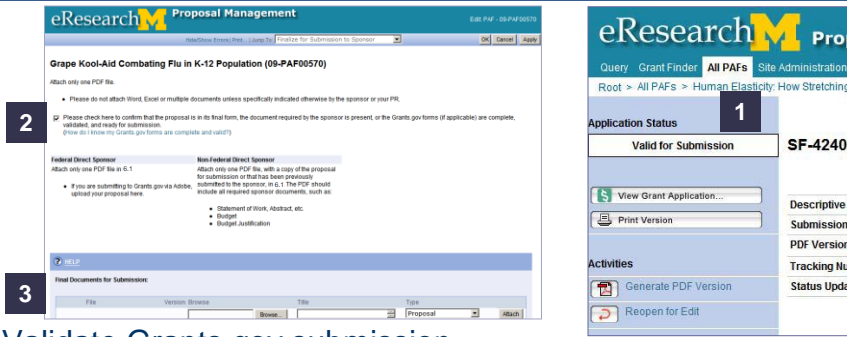 eResearchM Proposal Management
Edit PAF - 09-PAF00570
Hide/Show Errors| Print... | Jump To: Finalize for Submission to Sponsor
OK Cancel Apply
Grape Kool-Aid Combating Flu in K-12 Population (09-PAF00570)
Attach only one PDF file.
Please do not attach Word, Excel or multiple documents unless specifically indicated otherwise by the sponsor or your PR.
2
Please check here to confirm that the proposal is in its final form, the document required by the sponsor is present, or the Grants.gov forms (if applicable) are complete,
validated, and ready for submission.
(How do I know my Grants.gov forms are complete and valid?)
Federal Direct Sponsor
Attach only one PDF file in 6.1
If you are submitting to Grants.gov via Adobe,
upload your proposal here.
Non-Federal Direct Sponsor
Attach only one PDF file, with a copy of the proposal
for submission or that has been previously
submitted to the sponsor, in 6.1 The PDF should
include all required sponsor documents, such as:
Statement of Work, Abstract, etc.
Budget
Budget Justification
HELP
Final Documents for Submission:
3
File Version Browse Title Type
Browse... Proposal Attach
Validate Grants.gov submission
eResearchM Prop
Query Grant Finder All PAFs Site Administration
Root > All PAFs > Human Elasticity: How Stretching
1
Application Status
Valid for Submission
SF-4240
View Grant Application...
Print Version
Descriptive
Submission
PDF Version
Tracking Nu
Status Upda
Activities
Generate PDF Version
Reopen for Edit